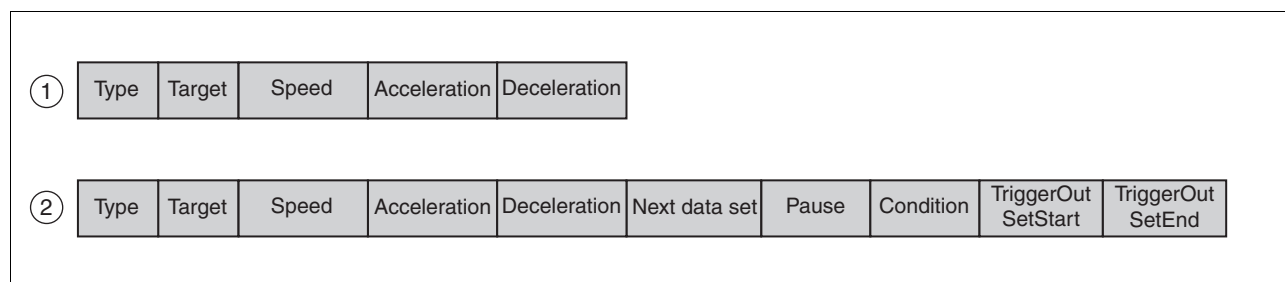 1 Type Target Speed Acceleration Deceleration
2 Type Target Speed Acceleration Deceleration Next data set Pause Condition TriggerOut SetStart TriggerOut SetEnd